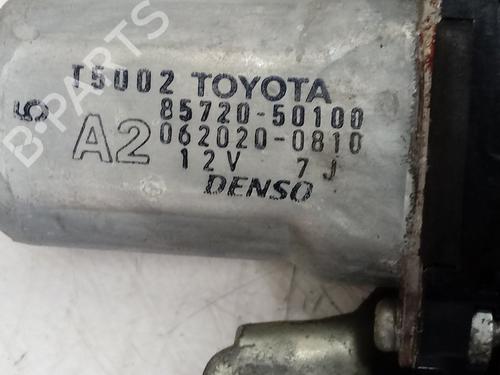 T5002 TOYOTA
85720-50100
5
A2
062020-0810
12V 7J
DENSO
B-PARTS